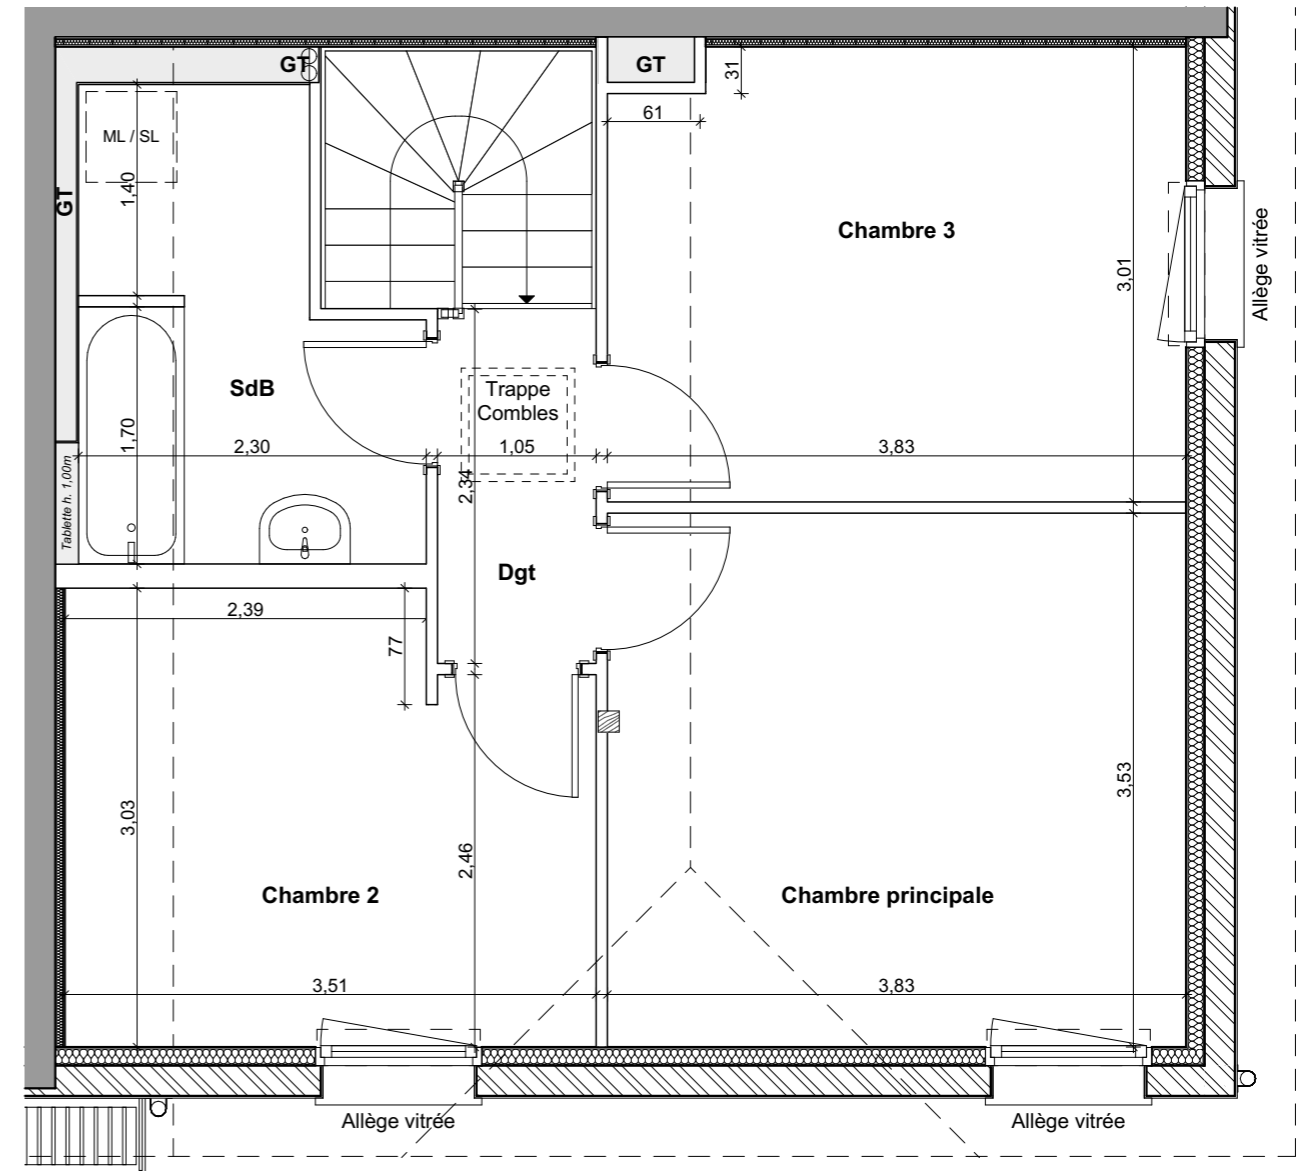 GT
GT
31
61
ML / SL
1,40
GT
Chambre 3
Allège vitrée
3,01
SdB
Trappe
Combles
1,70
2,30
1,05
3,83
2,34
Tablette h. 1,00m
Dgt
2,39
77
3,53
3,03
2,46
Chambre 2
Chambre principale
3,51
3,83
Allège vitrée
Allège vitrée